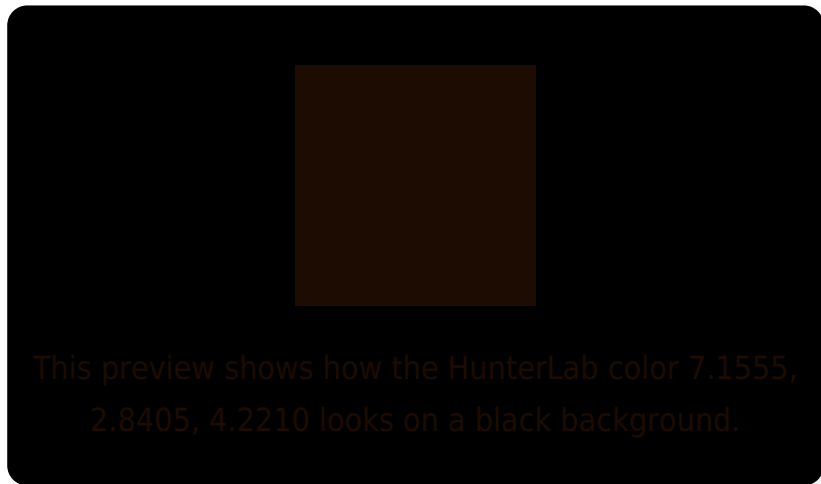 This preview shows how the HunterLab color 7.1555,
2.8405, 4.2210 looks on a black background.